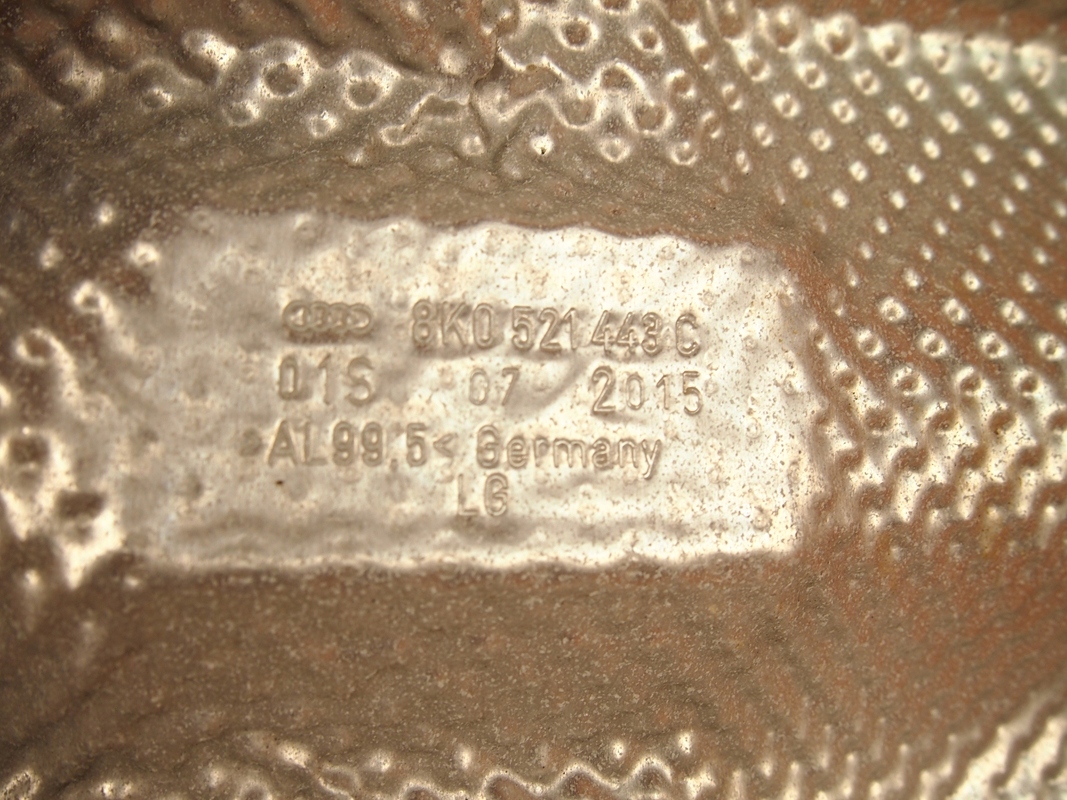 8K0 521 443 C
01S 07 2015
>AL99,5< Germany
LG